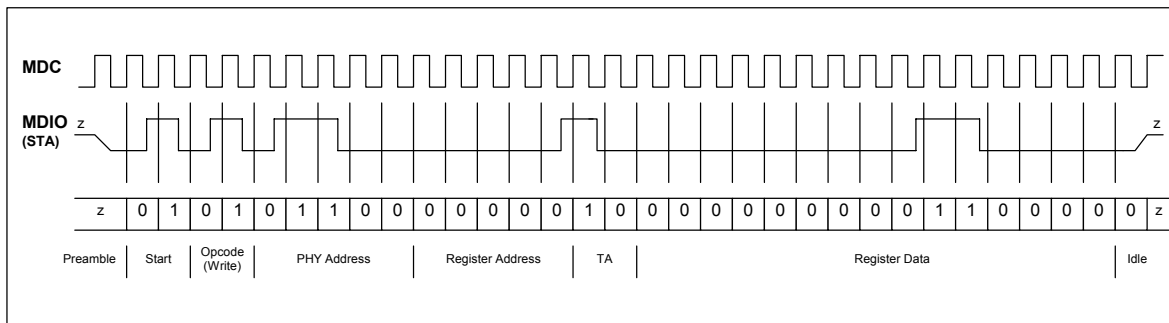 MDC
MDIO z z
(STA)
z 0 1 0 1 0 1 1 0 0 0 0 0 0 0 1 0 0 0 0 0 0 0 0 0 0 1 1 0 0 0 0 0 z
Preamble Start Opcode (Write) PHY Address Register Address TA Register Data Idle